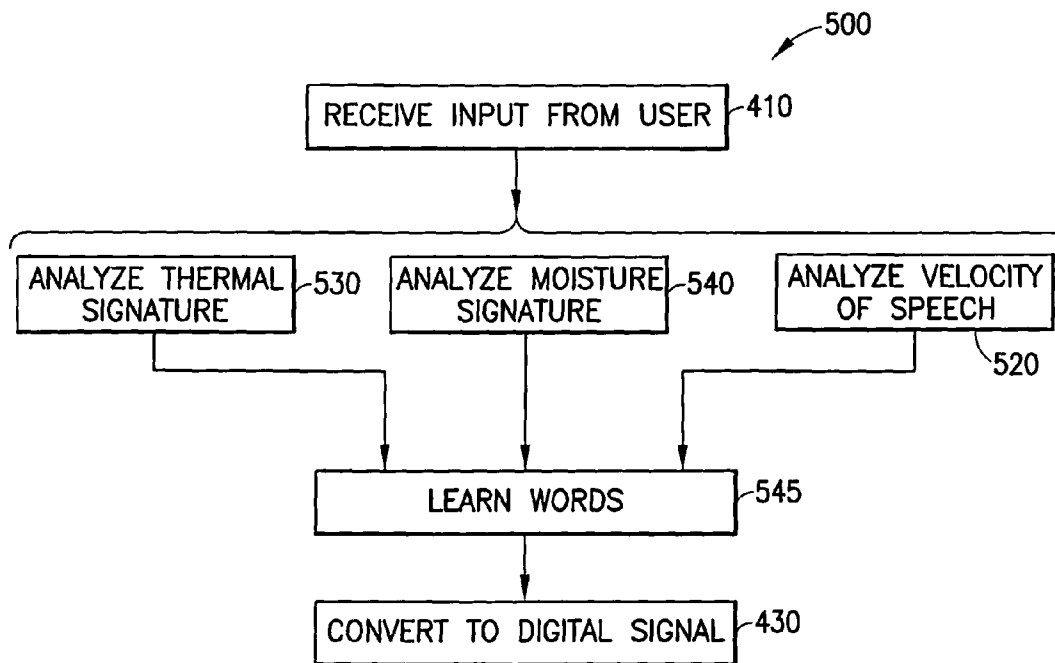 500
RECEIVE INPUT FROM USER
410
ANALYZE THERMAL
SIGNATURE
530
ANALYZE MOISTURE
SIGNATURE
540
ANALYZE VELOCITY
OF SPEECH
520
LEARN WORDS
545
CONVERT TO DIGITAL SIGNAL
430